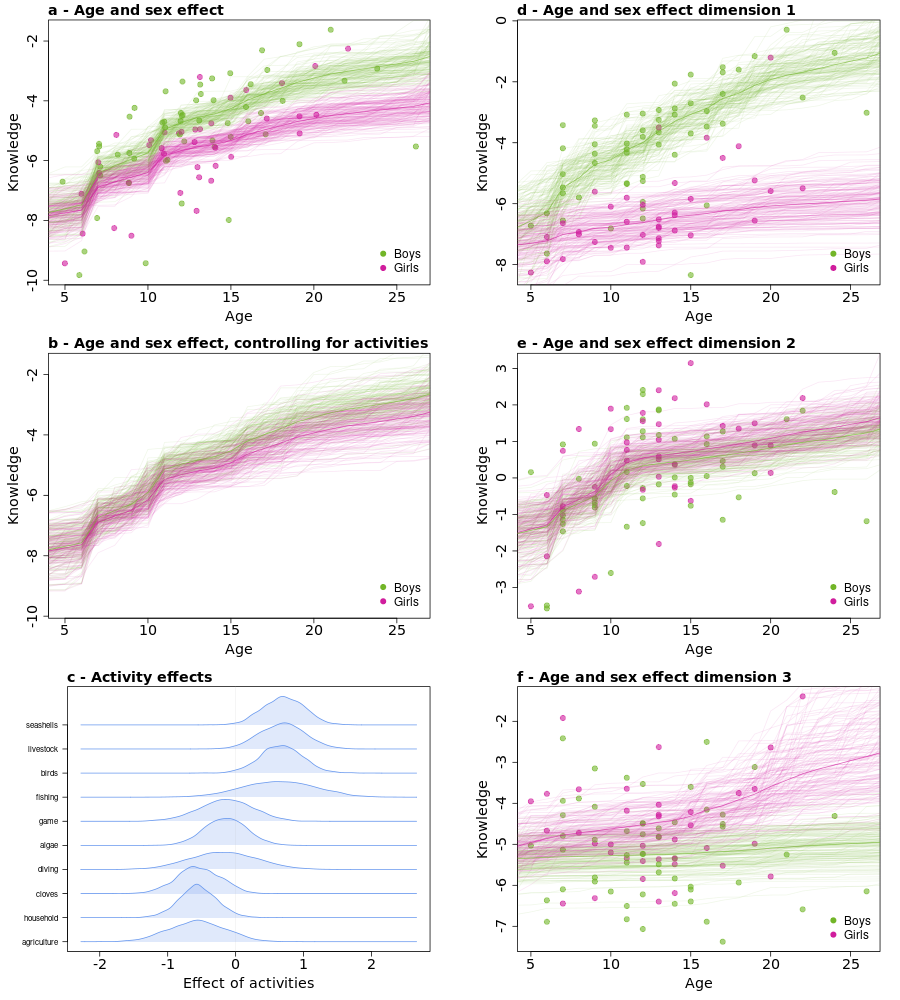 a - Age and sex effect
-2
-4
-6
-8
-10
Knowledge
5 10 15 20 25
Age
Boys
Girls
b - Age and sex effect, controlling for activities
-2
-4
-6
-8
-10
Knowledge
5 10 15 20 25
Age
Boys
Girls
c - Activity effects
seashells
livestock
birds
fishing
game
algae
diving
cloves
household
agriculture
-2 -1 0 1 2
Effect of activities
d - Age and sex effect dimension 1
0
-2
-4
-6
-8
Knowledge
5 10 15 20 25
Age
Boys
Girls
e - Age and sex effect dimension 2
3
2
1
0
-1
-2
-3
Knowledge
5 10 15 20 25
Age
Boys
Girls
f - Age and sex effect dimension 3
-2
-3
-4
-5
-6
-7
Knowledge
5 10 15 20 25
Age
Boys
Girls